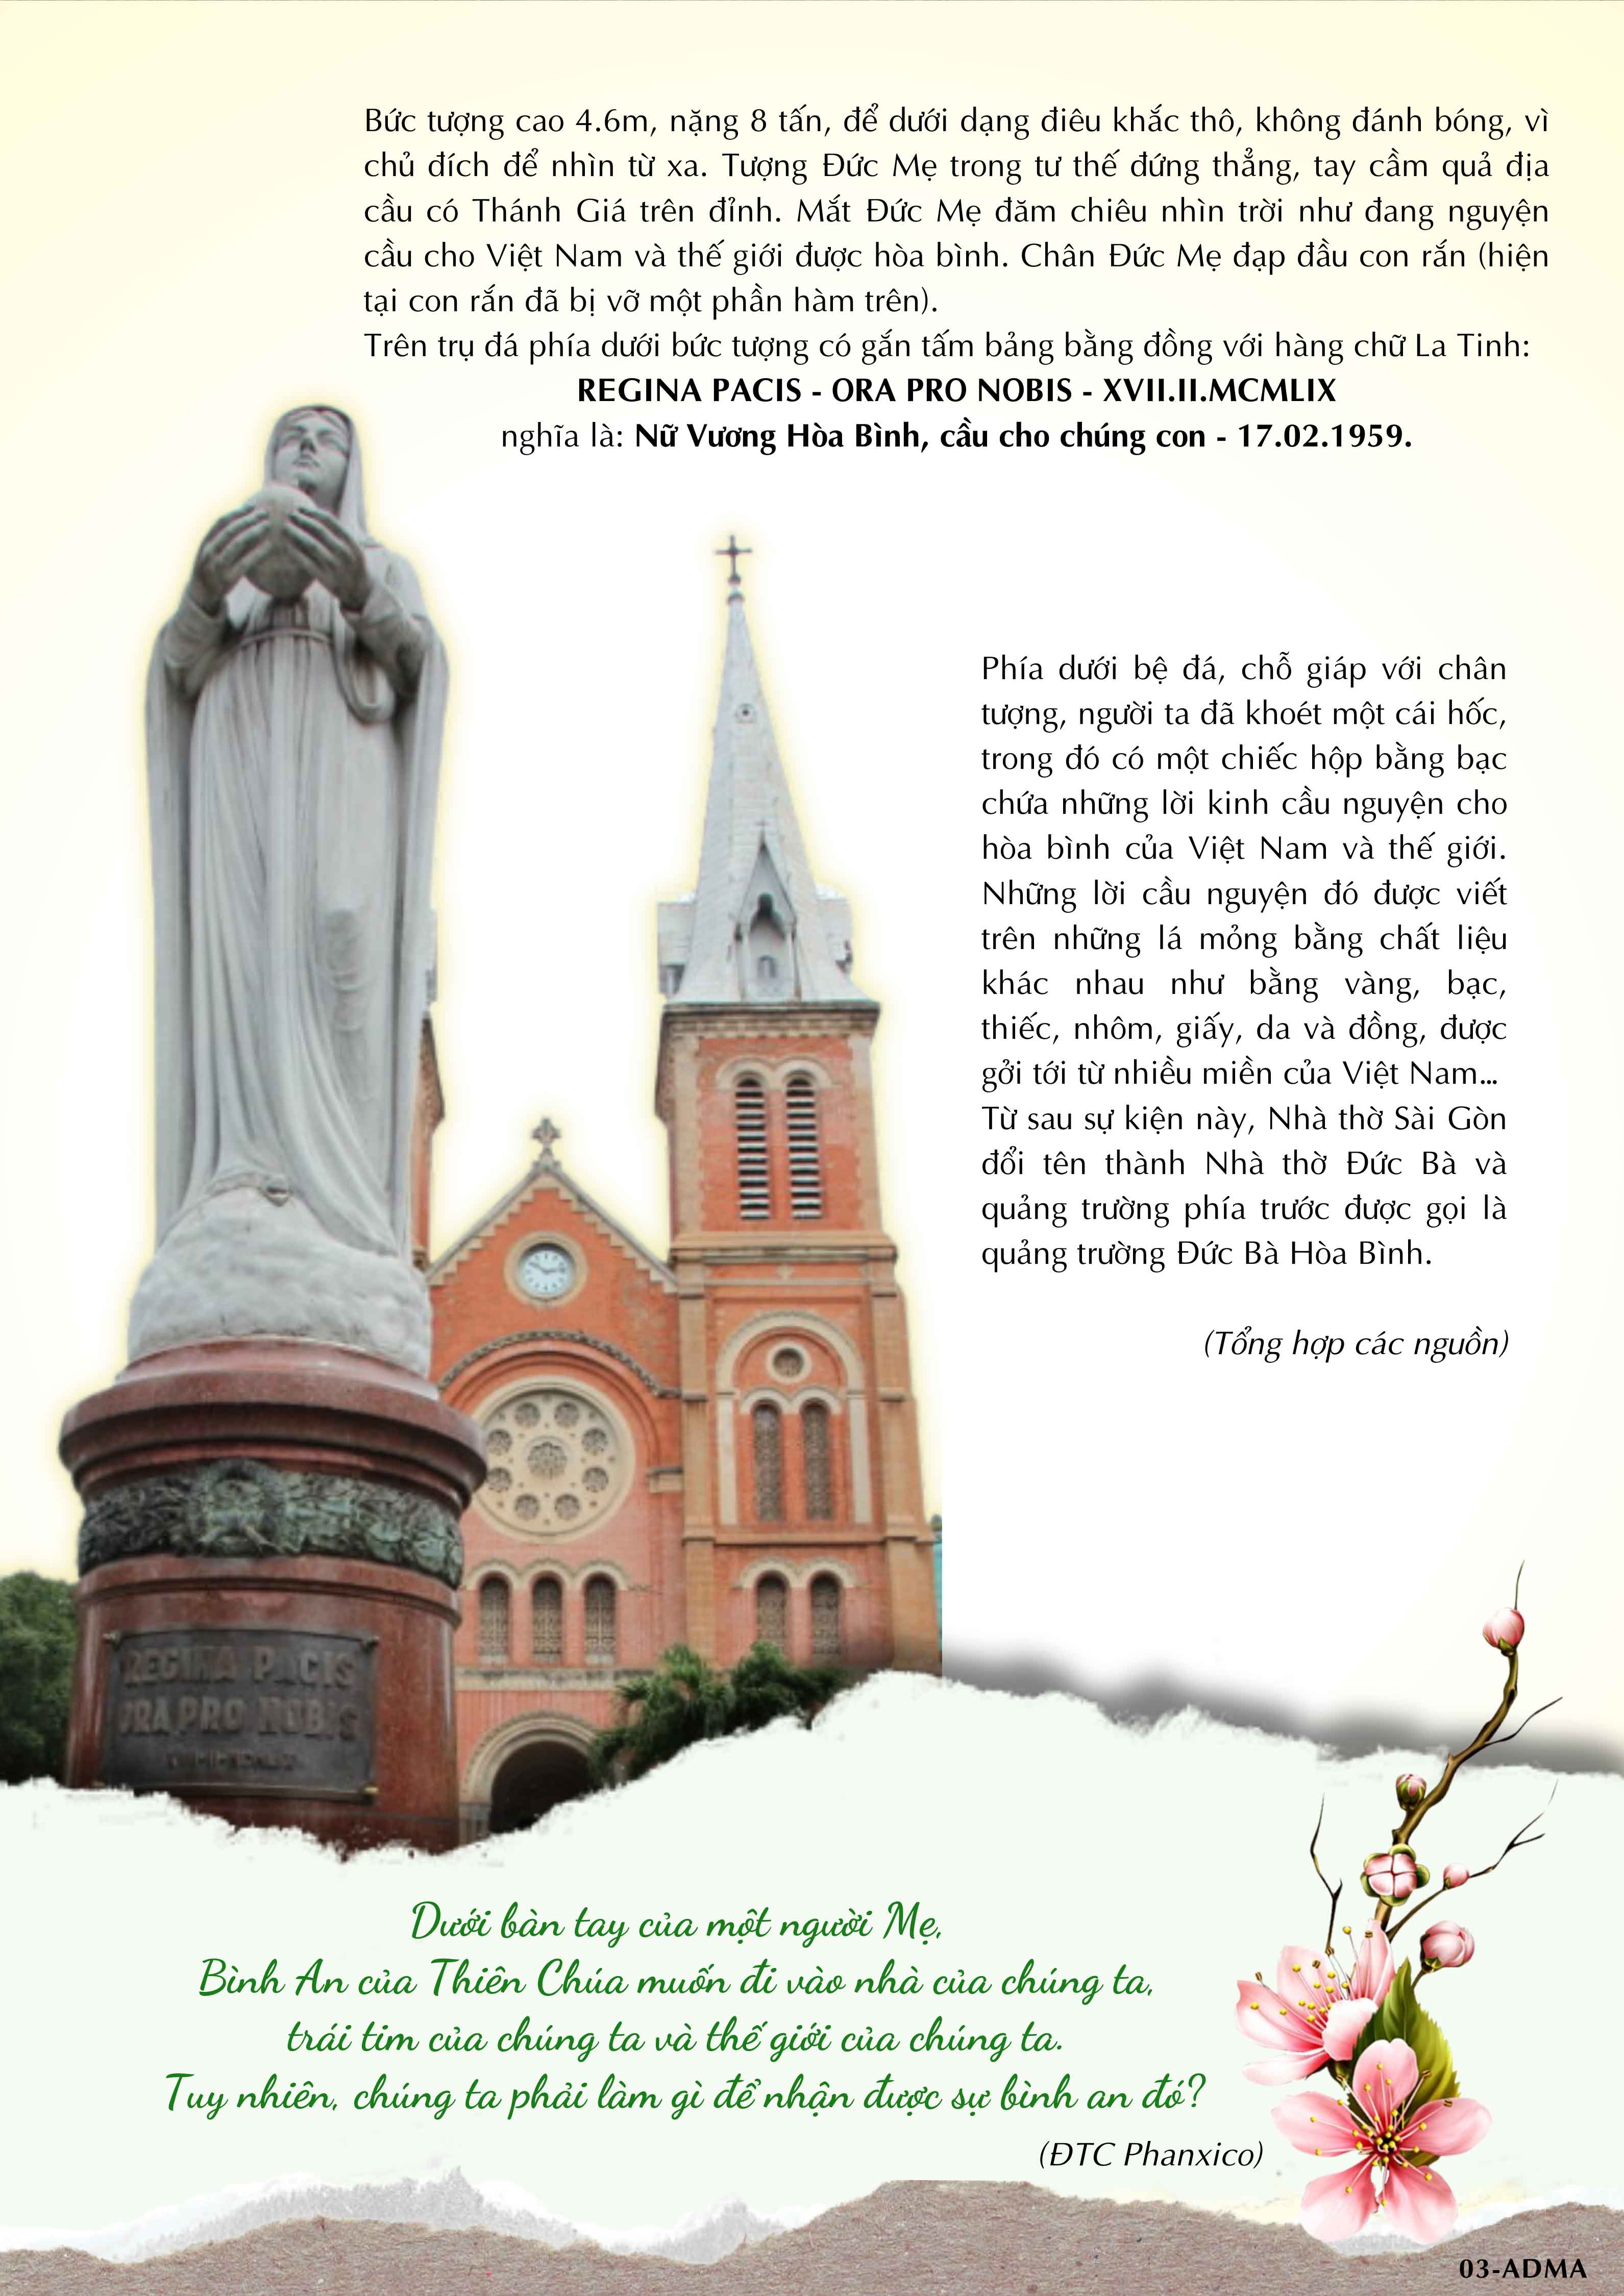 Bức tượng cao 4.6m, nặng 8 tấn, để dưới dạng điêu khắc thô, không đánh bóng, vì
chủ đích để nhìn từ xa. Tượng Đức Mẹ trong tư thế đứng thẳng, tay cầm quả địa
cầu có Thánh Giá trên đỉnh. Mắt Đức Mẹ đăm chiêu nhìn trời như đang nguyện
cầu cho Việt Nam và thế giới được hòa bình. Chân Đức Mẹ đạp đầu con rắn (hiện
tại con rắn đã bị vỡ một phần hàm trên).
Trên trụ đá phía dưới bức tượng có gắn tấm bảng bằng đồng với hàng chữ La Tinh:
REGINA PACIS - ORA PRO NOBIS - XVII.II.MCMLIX
nghĩa là: Nữ Vương Hòa Bình, cầu cho chúng con - 17.02.1959.
Phía dưới bệ đá, chỗ giáp với chân
tượng, người ta đã khoét một cái hốc,
trong đó có một chiếc hộp bằng bạc
chứa những lời kinh cầu nguyện cho
hòa bình của Việt Nam và thế giới.
Những lời cầu nguyện đó được viết
trên những lá mỏng bằng chất liệu
khác nhau như bằng vàng, bạc,
thiếc, nhôm, giấy, da và đồng, được
gởi tới từ nhiều miền của Việt Nam...
Từ sau sự kiện này, Nhà thờ Sài Gòn
đổi tên thành Nhà thờ Đức Bà và
quảng trường phía trước được gọi là
quảng trường Đức Bà Hòa Bình.
(Tổng hợp các nguồn)
REGINA PACIS
ORA PRO NOBIS
Dưới bàn tay của một người Mẹ,
Bình An của Thiên Chúa muốn đi vào nhà của chúng ta,
trái tim của chúng ta và thế giới của chúng ta.
Tuy nhiên, chúng ta phải làm gì để nhận được sự bình an đó?
(ĐTC Phanxico)
03-ADMA